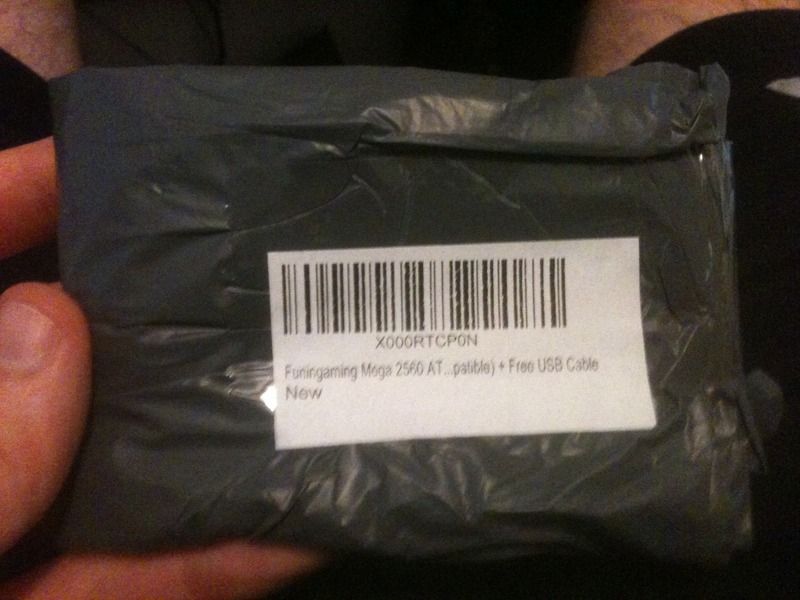 X000RTCP0N
Funingaming Mega 2560 AT...patible) + Free USB Cable
New